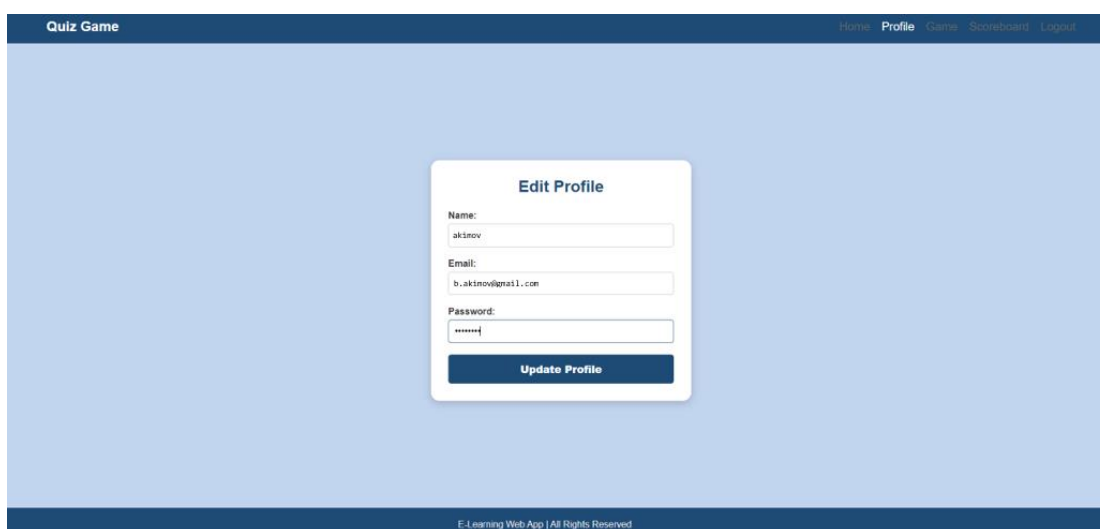 Quiz Game
Home Profile Game Scoreboard Logout
Edit Profile
Name:
akimov
Email:
b.akimov@gmail.com
Password:
••••••••
Update Profile
E-Learning Web App | All Rights Reserved